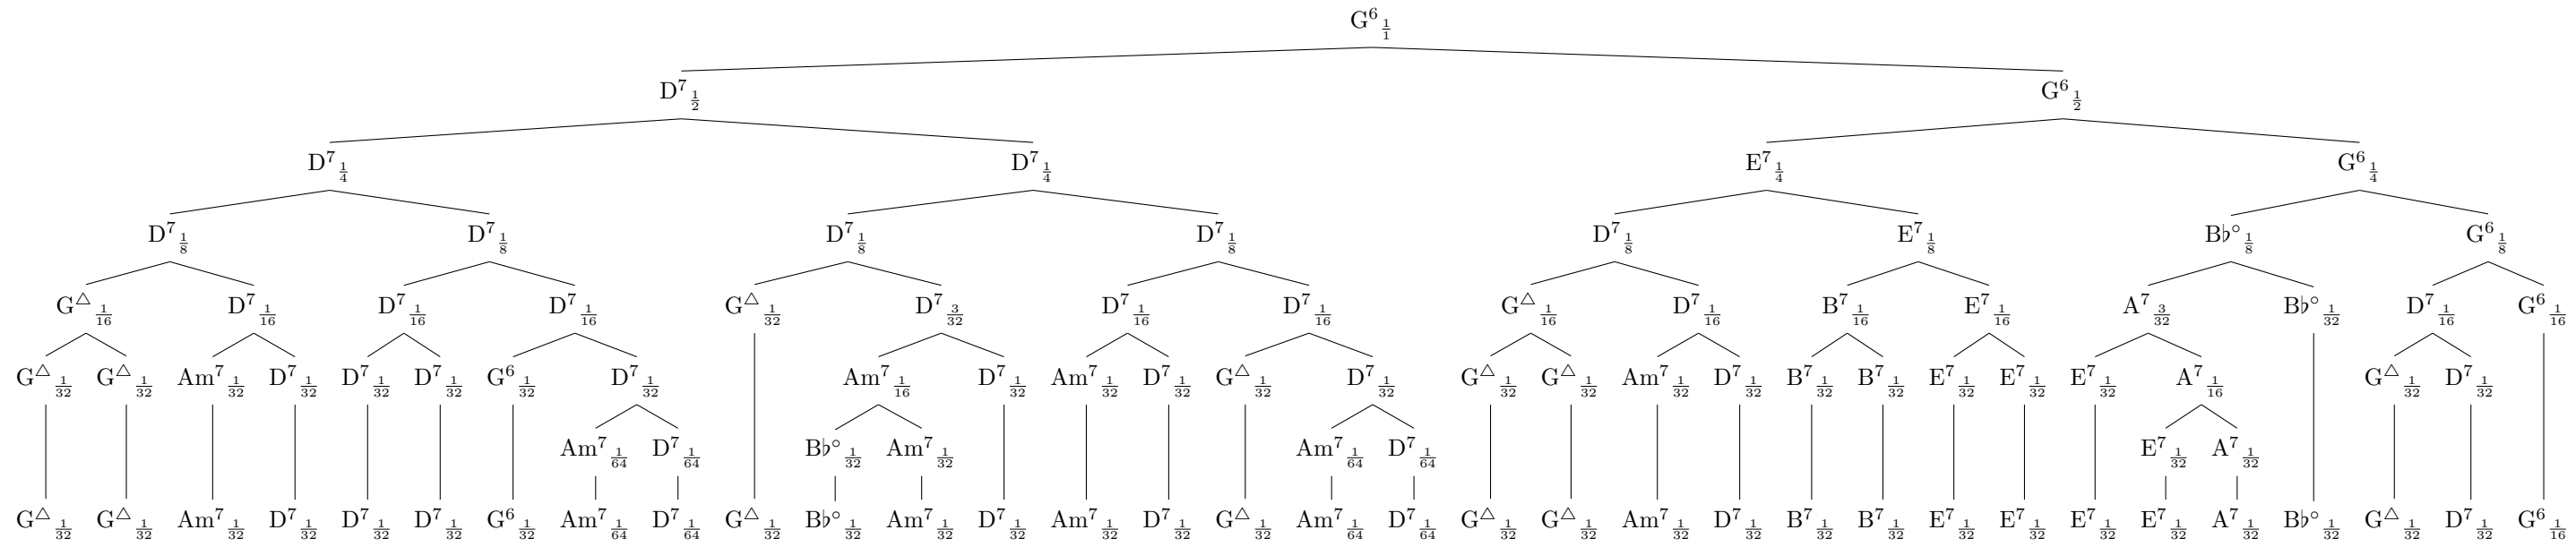 G⁶ 1/1
D⁷ 1/2 G⁶ 1/2
D⁷ 1/4 D⁷ 1/4 E⁷ 1/4 G⁶ 1/4
D⁷ 1/8 D⁷ 1/8 D⁷ 1/8 D⁷ 1/8 D⁷ 1/8 E⁷ 1/8 B♭° 1/8 G⁶ 1/8
G△ 1/16 D⁷ 1/16 D⁷ 1/16 D⁷ 1/16 G△ 1/32 D⁷ 3/32 D⁷ 1/16 D⁷ 1/16 G△ 1/16 D⁷ 1/16 B⁷ 1/16 E⁷ 1/16 A⁷ 3/32 B♭° 1/32 D⁷ 1/16 G⁶ 1/16
G△ 1/32 G△ 1/32 Am⁷ 1/32 D⁷ 1/32 D⁷ 1/32 D⁷ 1/32 G⁶ 1/32 D⁷ 1/32 Am⁷ 1/16 D⁷ 1/32 Am⁷ 1/32 D⁷ 1/32 G△ 1/32 D⁷ 1/32 G△ 1/32 G△ 1/32 Am⁷ 1/32 D⁷ 1/32 B⁷ 1/32 B⁷ 1/32 E⁷ 1/32 E⁷ 1/32 E⁷ 1/32 A⁷ 1/16 G△ 1/32 D⁷ 1/32
Am⁷ 1/64 D⁷ 1/64 B♭° 1/32 Am⁷ 1/32 Am⁷ 1/64 D⁷ 1/64 E⁷ 1/32 A⁷ 1/32
G△ 1/32 G△ 1/32 Am⁷ 1/32 D⁷ 1/32 D⁷ 1/32 D⁷ 1/32 G⁶ 1/32 Am⁷ 1/64 D⁷ 1/64 G△ 1/32 B♭° 1/32 Am⁷ 1/32 D⁷ 1/32 Am⁷ 1/32 D⁷ 1/32 G△ 1/32 Am⁷ 1/64 D⁷ 1/64 G△ 1/32 G△ 1/32 Am⁷ 1/32 D⁷ 1/32 B⁷ 1/32 B⁷ 1/32 E⁷ 1/32 E⁷ 1/32 E⁷ 1/32 E⁷ 1/32 A⁷ 1/32 B♭° 1/32 G△ 1/32 D⁷ 1/32 G⁶ 1/16